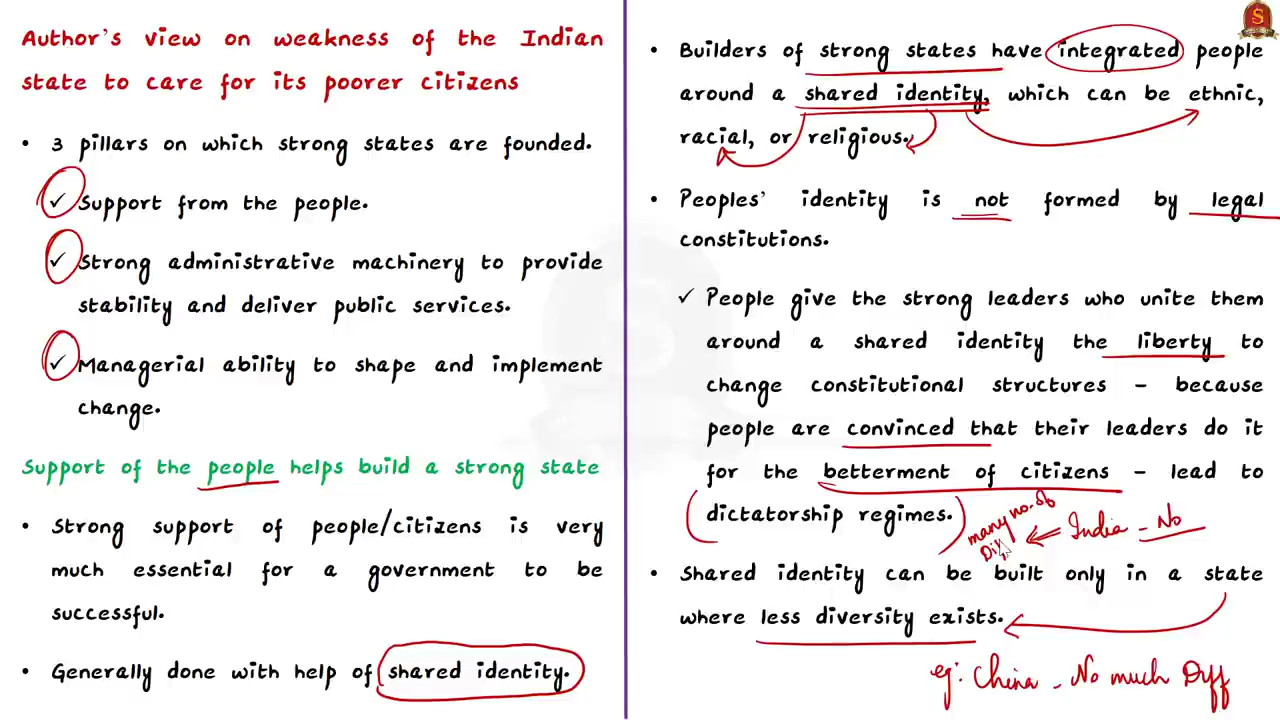 Author's view on weakness of the Indian
state to care for its poorer citizens
• 3 pillars on which strong states are founded.
✓ Support from the people.
✓ Strong administrative machinery to provide
stability and deliver public services.
✓ Managerial ability to shape and implement
change.
Support of the people helps build a strong state
• Strong support of people/citizens is very
much essential for a government to be
successful.
• Generally done with help of shared identity.
• Builders of strong states have integrated people
around a shared identity, which can be ethnic,
racial, or religious.
• Peoples' identity is not formed by legal
constitutions.
✓ People give the strong leaders who unite them
around a shared identity the liberty to
change constitutional structures – because
people are convinced that their leaders do it
for the betterment of citizens – lead to
dictatorship regimes.
many no. of
India - No
• Shared identity can be built only in a state
where less diversity exists.
eg: China - No much Diff